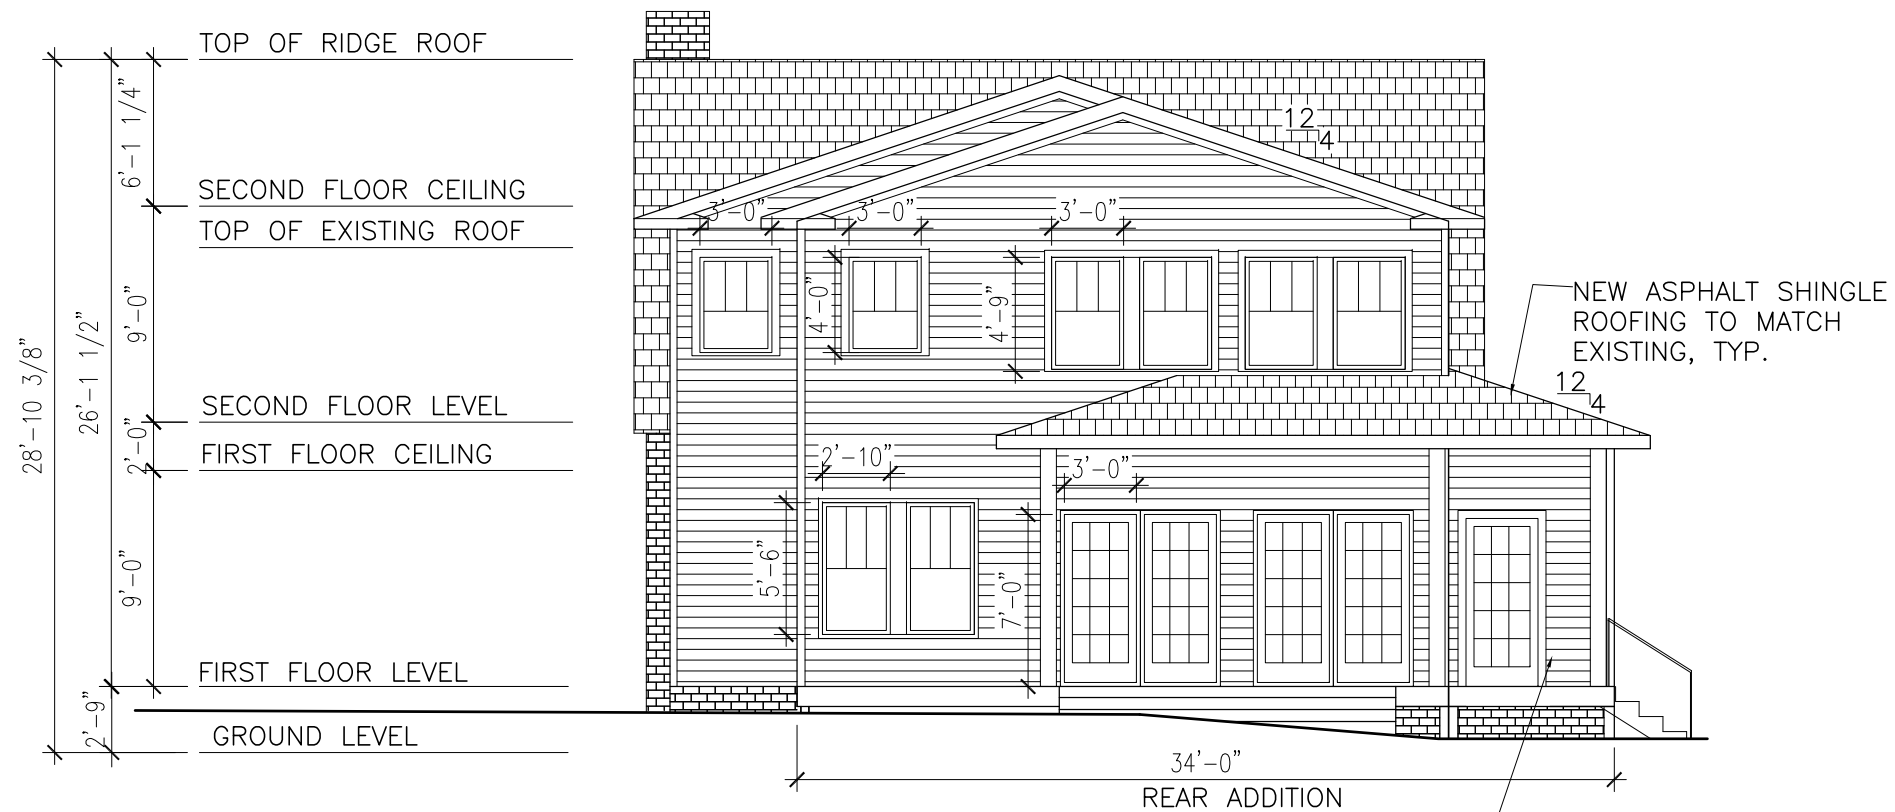 TOP OF RIDGE ROOF
6'-1 1/4"
12
4
SECOND FLOOR CEILING
3'-0"
3'-0"
3'-0"
TOP OF EXISTING ROOF
9'-0"
4'-0"
4'-9"
NEW ASPHALT SHINGLE
ROOFING TO MATCH
EXISTING, TYP.
28'-10 3/8"
26'-1 1/2"
12
4
SECOND FLOOR LEVEL
2'-0"
FIRST FLOOR CEILING
2'-10"
3'-0"
9'-0"
5'-6"
7'-0"
FIRST FLOOR LEVEL
2'-9"
GROUND LEVEL
34'-0"
REAR ADDITION